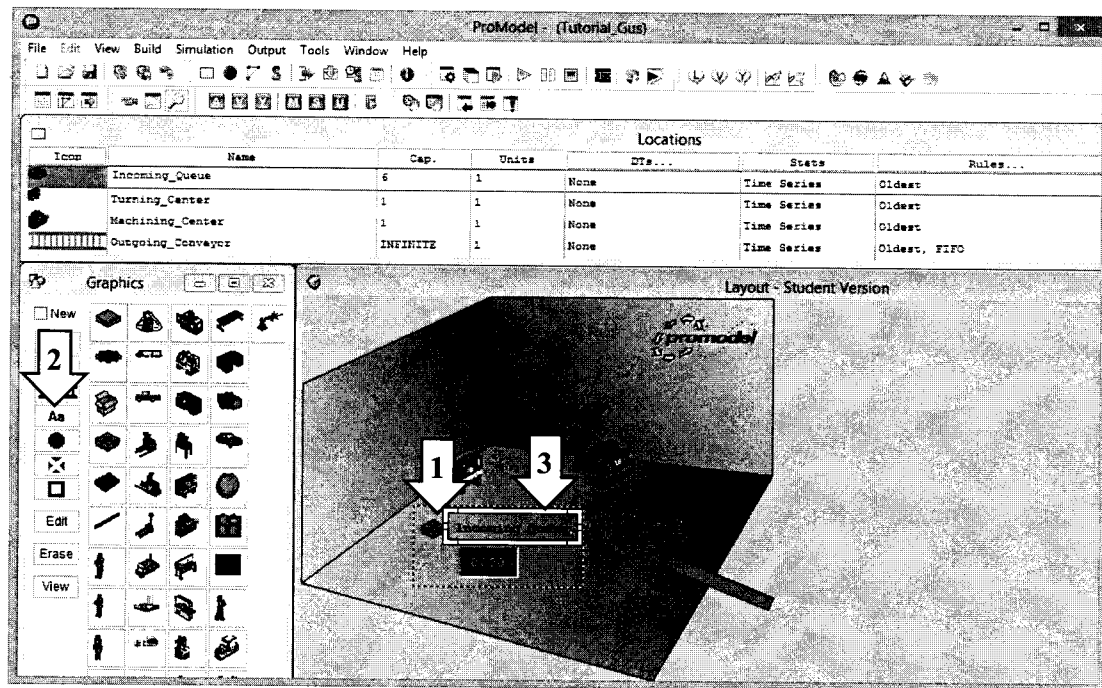 ProModel - (Tutorial_Gus)
File Edit View Build Simulation Output Tools Window Help
Locations
Icon Name Cap. Units DTs... Stats Rules...
Incoming_Queue 6 1 None Time Series Oldest
Turning_Center 1 1 None Time Series Oldest
Machining_Center 1 1 None Time Series Oldest
Outgoing_Conveyor INFINITE 1 None Time Series Oldest, FIFO
Graphics
Layout - Student Version
New
promodel
2
Aa
1
3
Edit
Erase
View